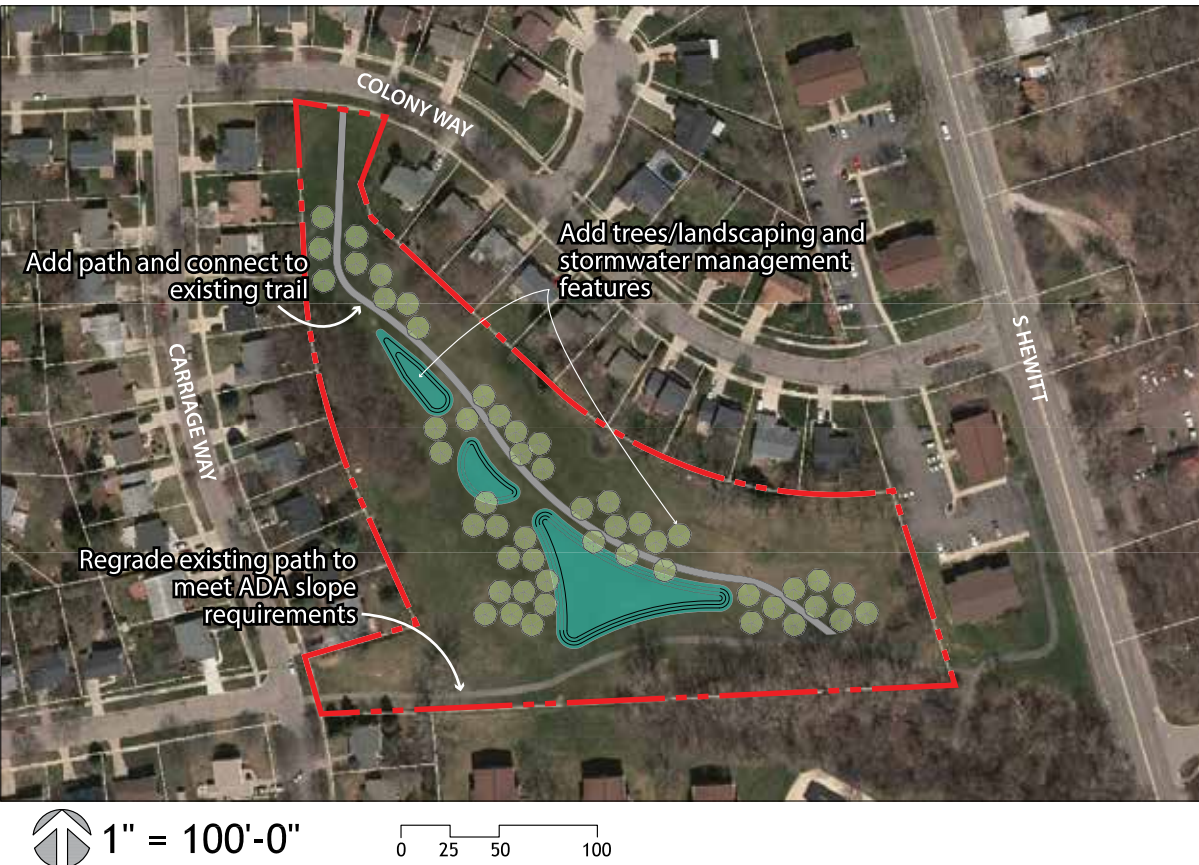 COLONY WAY
Add trees/landscaping and
stormwater management
features
Add path and connect to
existing trail
S HEWITT
CARRIAGE WAY
Regrade existing path to
meet ADA slope
requirements
1" = 100'-0"
0 25 50 100